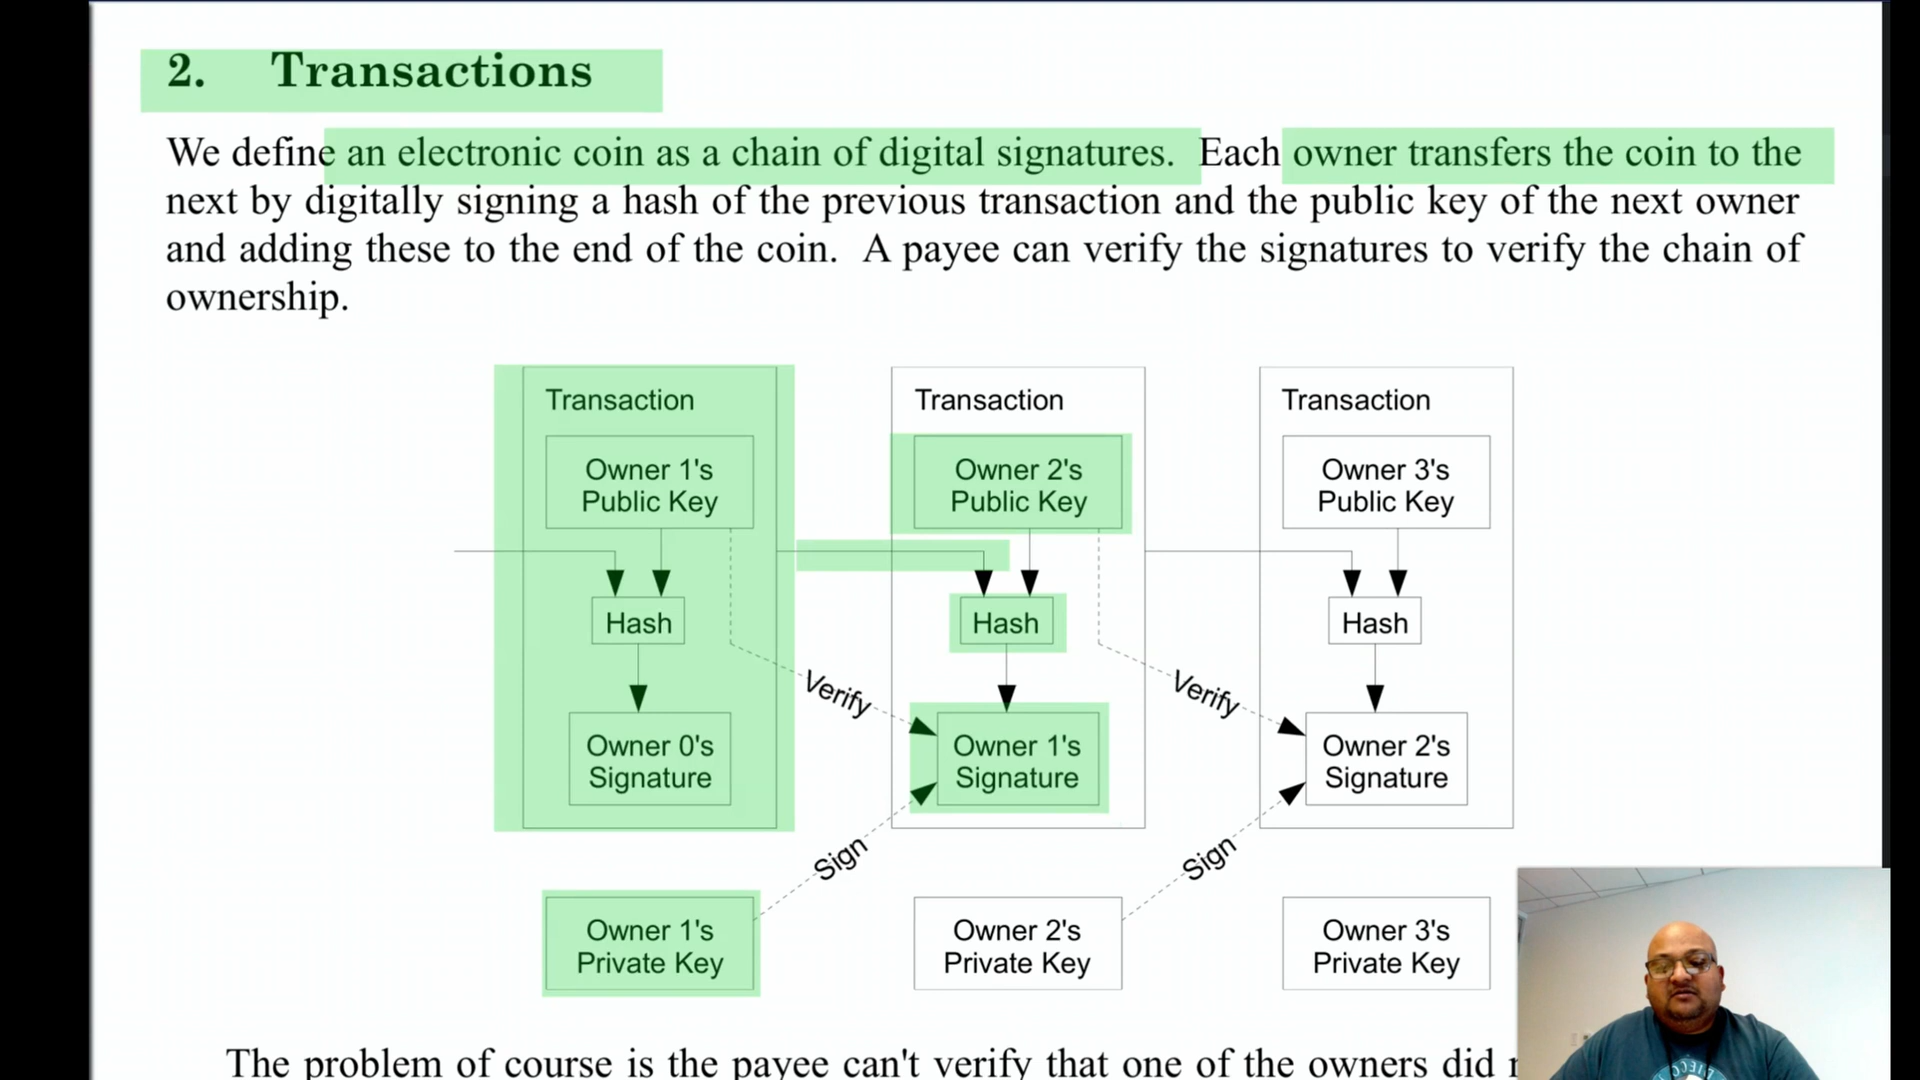 2. Transactions
We define an electronic coin as a chain of digital signatures. Each owner transfers the coin to the
next by digitally signing a hash of the previous transaction and the public key of the next owner
and adding these to the end of the coin. A payee can verify the signatures to verify the chain of
ownership.
Transaction
Owner 1's
Public Key
Hash
Owner 0's
Signature
Transaction
Owner 2's
Public Key
Hash
Owner 1's
Signature
Transaction
Owner 3's
Public Key
Hash
Owner 2's
Signature
Verify
Verify
Sign
Sign
Owner 1's
Private Key
Owner 2's
Private Key
Owner 3's
Private Key
The problem of course is the payee can't verify that one of the owners did